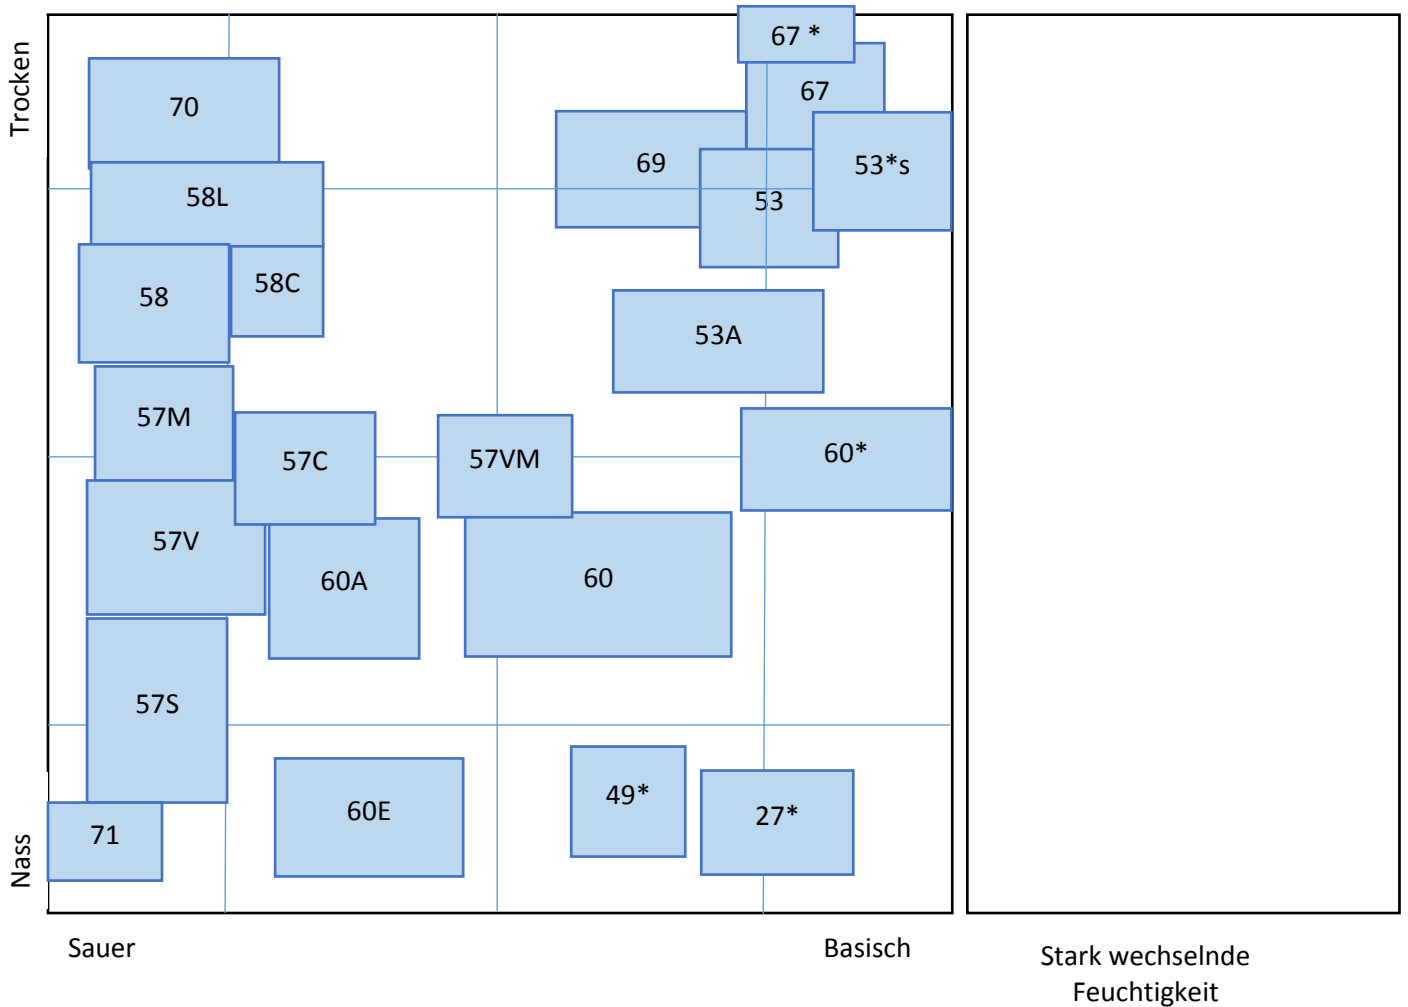 Trocken
67 *
67
70
69
53*s
58L
53
58C
58
53A
57M
60*
57C
57VM
57V
60A
60
57S
49*
60E
27*
71
Nass
Sauer
Basisch
Stark wechselnde
Feuchtigkeit